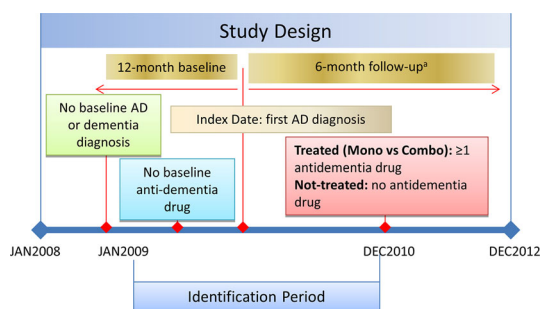 Study Design
12-month baseline
6-month follow-upª
No baseline AD
or dementia
diagnosis
Index Date: first AD diagnosis
No baseline
anti-dementia
drug
Treated (Mono vs Combo): ≥1
antidementia drug
Not-treated: no antidementia
drug
JAN2008
JAN2009
DEC2010
DEC2012
Identification Period